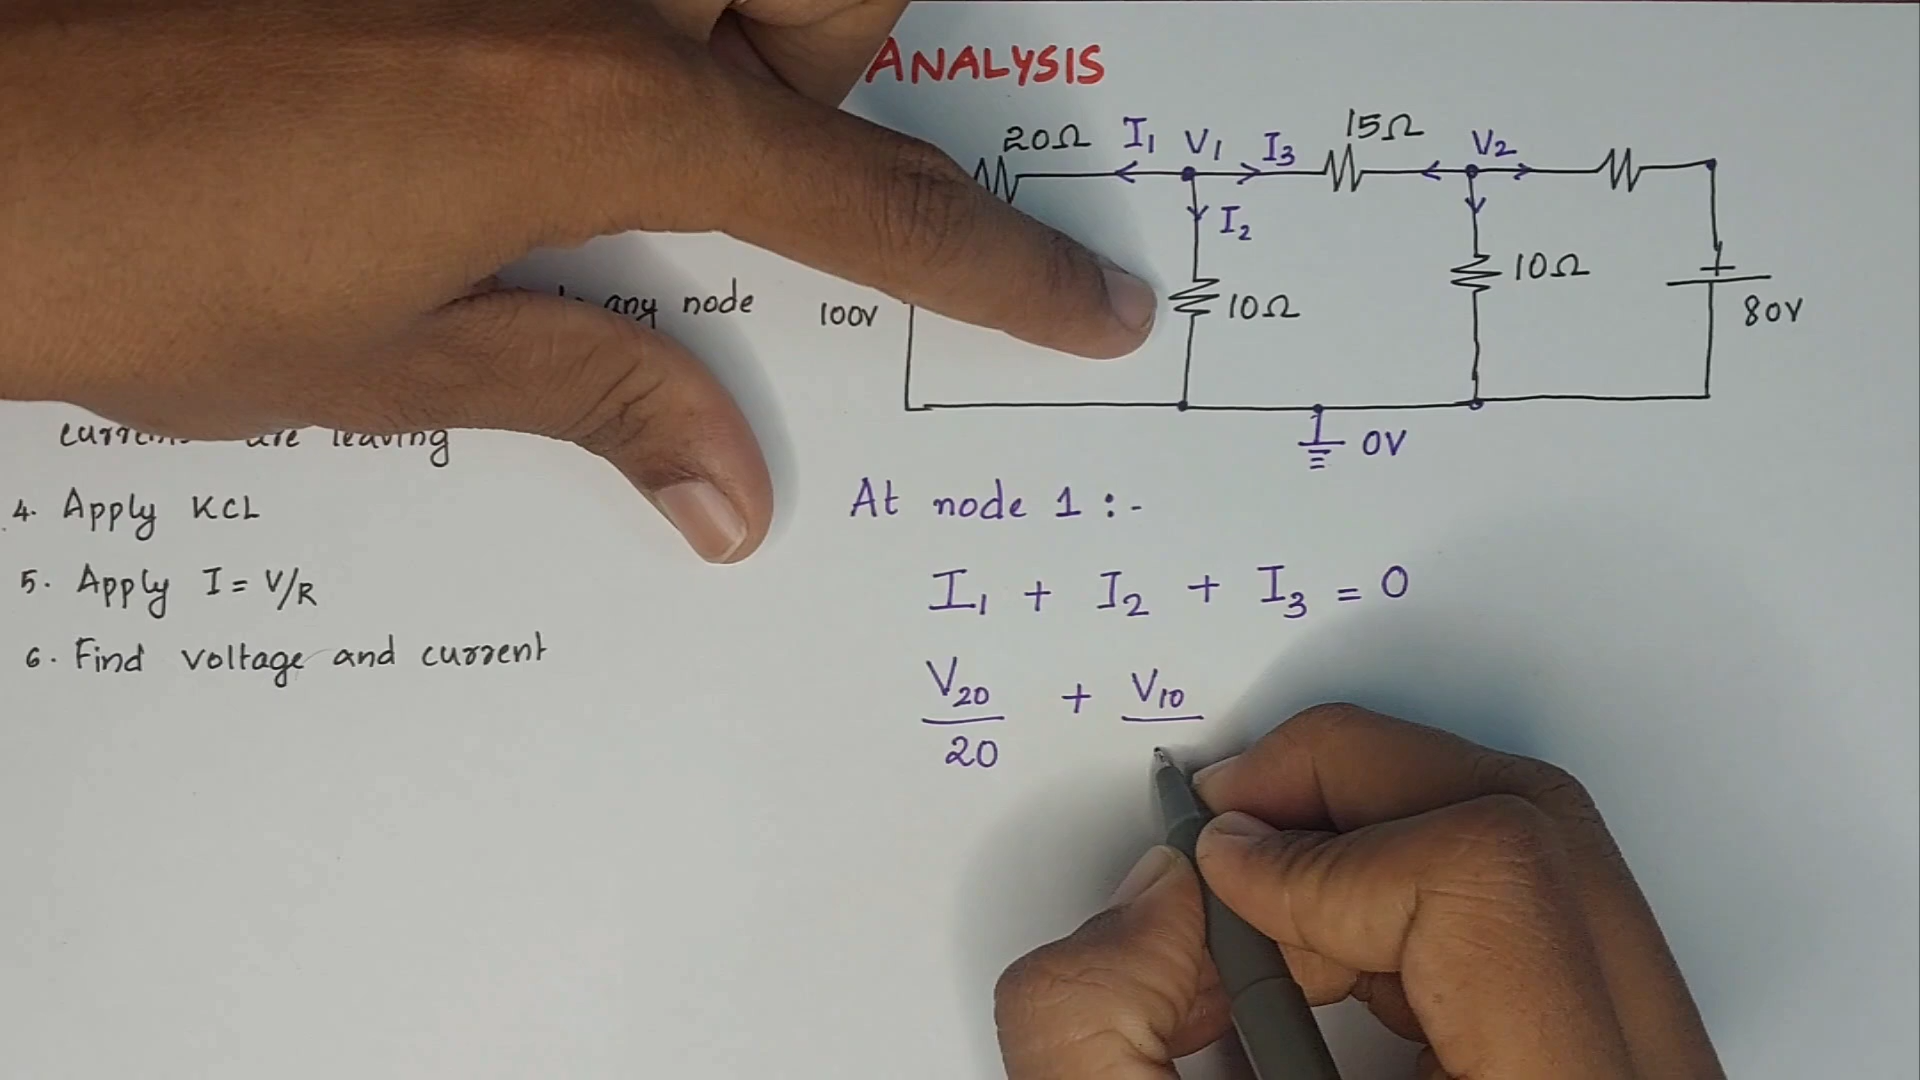 ANALYSIS
any node
are leaving
4. Apply KCL
5. Apply I = V/R
6. Find voltage and current
20Ω I₁ V₁ I₃ 15Ω V₂
I₂
10Ω
10Ω
100V
80V
0V
At node 1 :-
I₁ + I₂ + I₃ = 0
V₂₀ + V₁₀
20